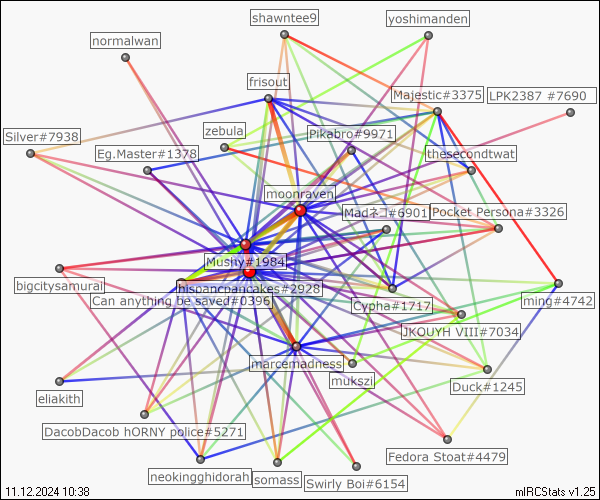 shawntee9
yoshimanden
normalwan
frisout
Majestic#3375
LPK2387 #7690
zebula
Pikabro#9971
Silver#7938
Eg.Master#1378
thesecondtwat
moonraven
Madネコ#6901
Pocket Persona#3326
Mushy#1984
bigcitysamurai
hispancpancakes#2928
Can anything be saved#0396
Cypha#1717
ming#4742
JKOUYH VIII#7034
marcemadness
mukszi
Duck#1245
eliakith
DacobDacob hORNY police#5271
Fedora Stoat#4479
neokingghidorah
somass
Swirly Boi#6154
11.12.2024 10:38
mIRCStats v1.25